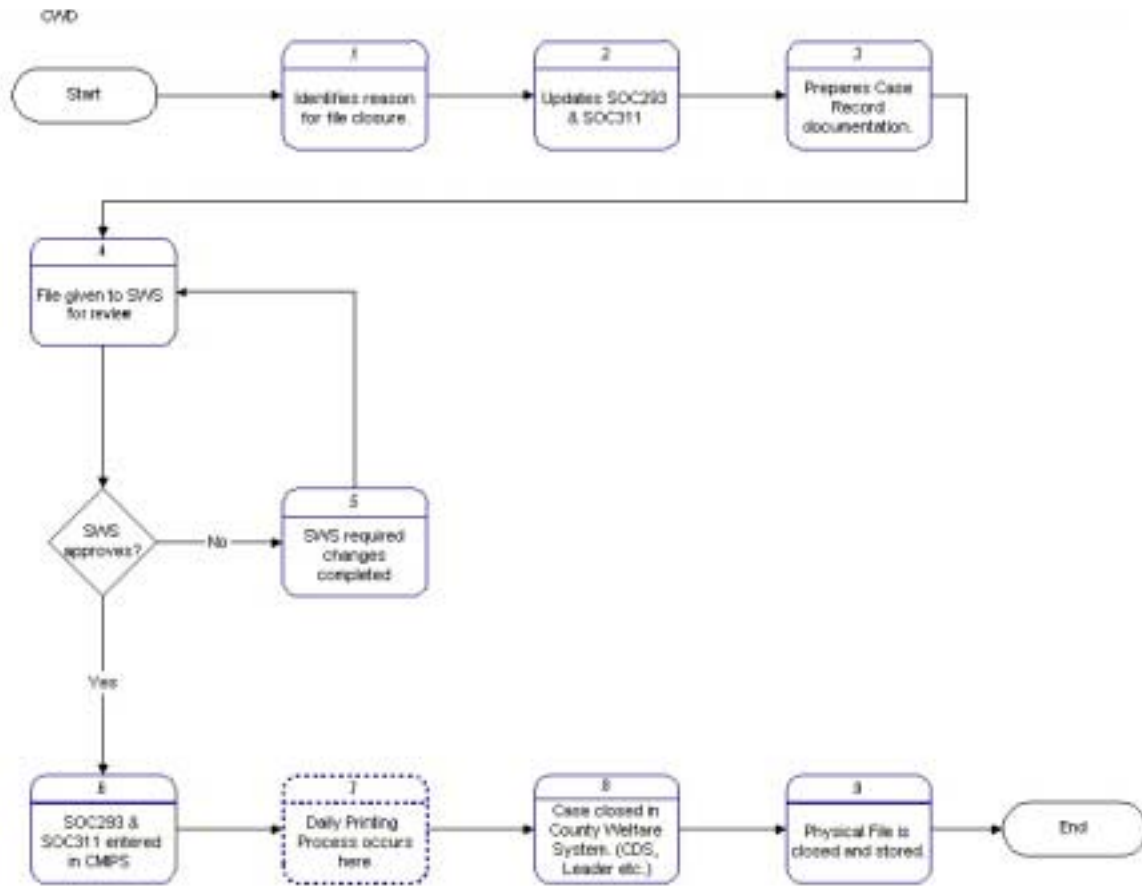 CWD
Start
1
Identifies reason
for file closure.
2
Updates SOC293
& SOC311
3
Prepares Case
Record
documentation.
4
File given to SWS
for review
5
SWS required
changes
completed
SWS
approves?
No
Yes
6
SOC293 &
SOC311 entered
in CMIPS
7
Daily Printing
Process occurs
here
8
Case closed in
County Welfare
System. (CDS,
Leader etc.)
9
Physical File is
closed and stored.
End